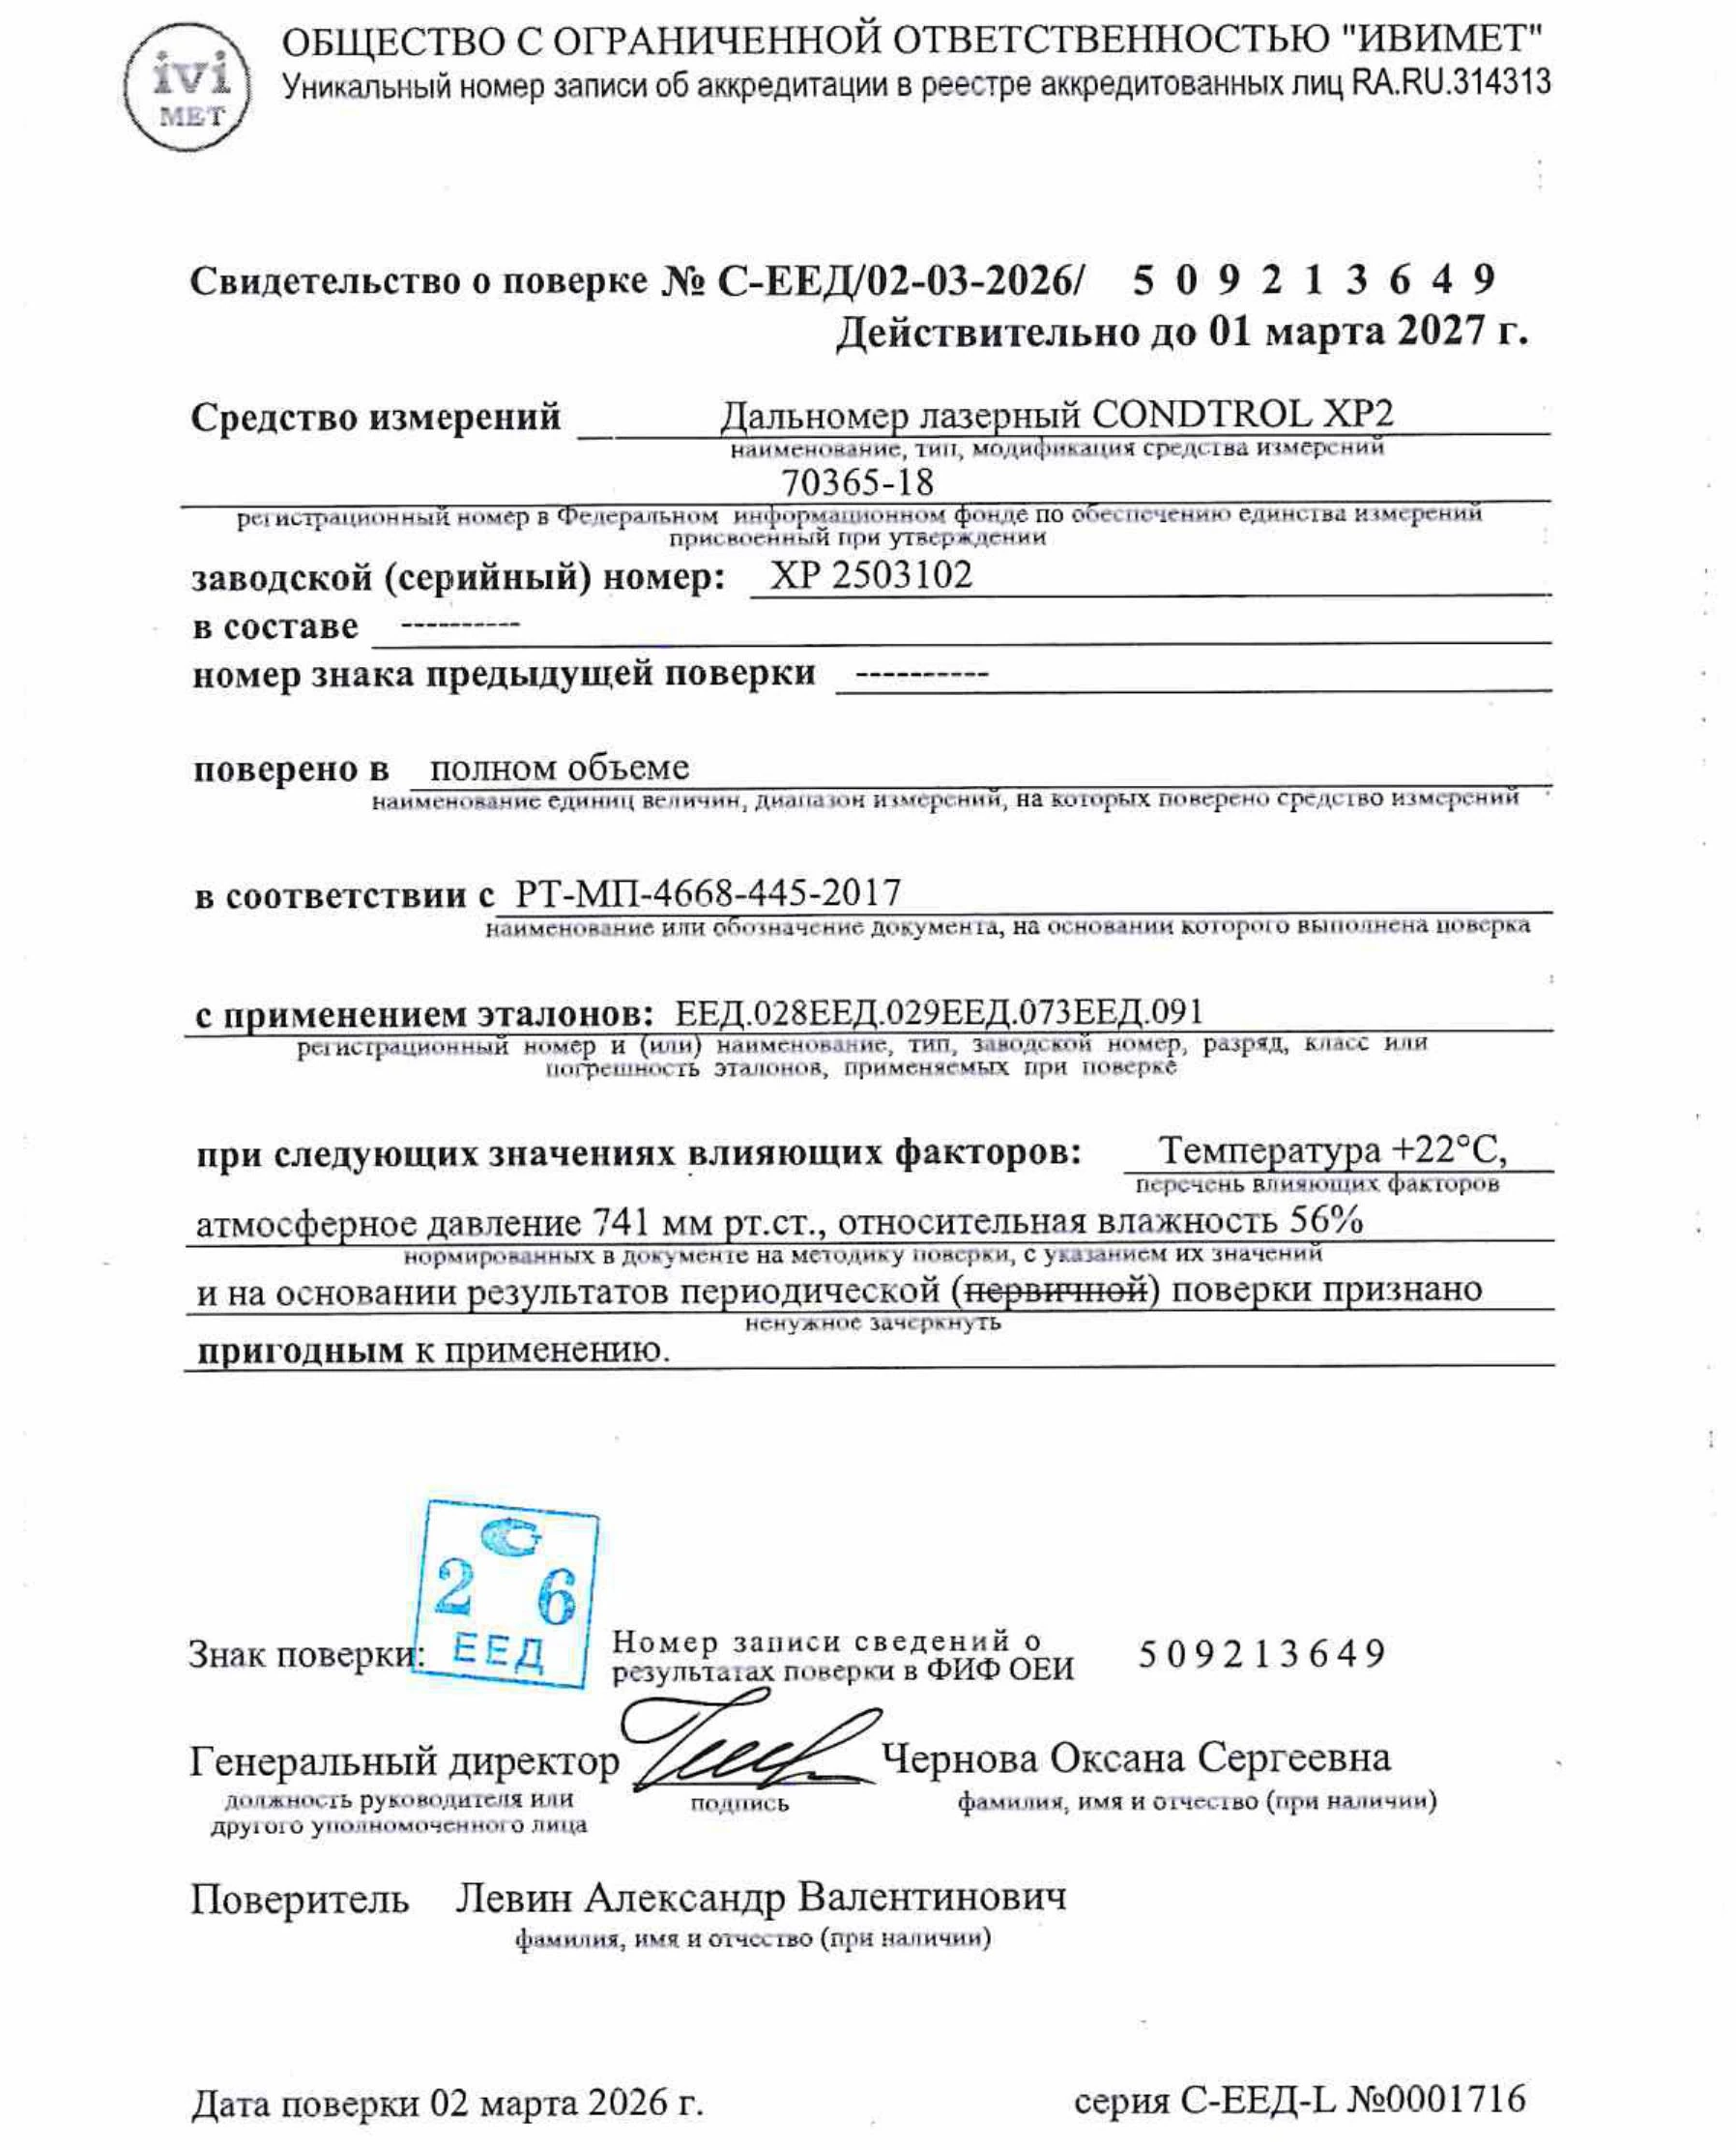 ivi
МЕТ
ОБЩЕСТВО С ОГРАНИЧЕННОЙ ОТВЕТСТВЕННОСТЬЮ "ИВИМЕТ"
Уникальный номер записи об аккредитации в реестре аккредитованных лиц RA.RU.314313
Свидетельство о поверке № С-ЕЕД/02-03-2026/ 5 0 9 2 1 3 6 4 9
Действительно до 01 марта 2027 г.
Средство измерений Дальномер лазерный CONDTROL XP2
наименование, тип, модификация средства измерений
70365-18
регистрационный номер в Федеральном информационном фонде по обеспечению единства измерений
присвоенный при утверждении
заводской (серийный) номер: XP 2503102
в составе ----------
номер знака предыдущей поверки ----------
поверено в полном объеме
наименование единиц величин, диапазон измерений, на которых поверено средство измерений
в соответствии с РТ-МП-4668-445-2017
наименование или обозначение документа, на основании которого выполнена поверка
с применением эталонов: ЕЕД.028ЕЕД.029ЕЕД.073ЕЕД.091
регистрационный номер и (или) наименование, тип, заводской номер, разряд, класс или
погрешность эталонов, применяемых при поверке
при следующих значениях влияющих факторов: Температура +22°С,
перечень влияющих факторов
атмосферное давление 741 мм рт.ст., относительная влажность 56%
нормированных в документе на методику поверки, с указанием их значений
и на основании результатов периодической (первичной) поверки признано
ненужное зачеркнуть
пригодным к применению.
2 6
ЕЕД
Знак поверки:
Номер записи сведений о
результатах поверки в ФИФ ОЕИ 509213649
Генеральный директор Чернова Оксана Сергеевна
должность руководителя или
другого уполномоченного лица
подпись
фамилия, имя и отчество (при наличии)
Поверитель Левин Александр Валентинович
фамилия, имя и отчество (при наличии)
Дата поверки 02 марта 2026 г. серия С-ЕЕД-L №0001716